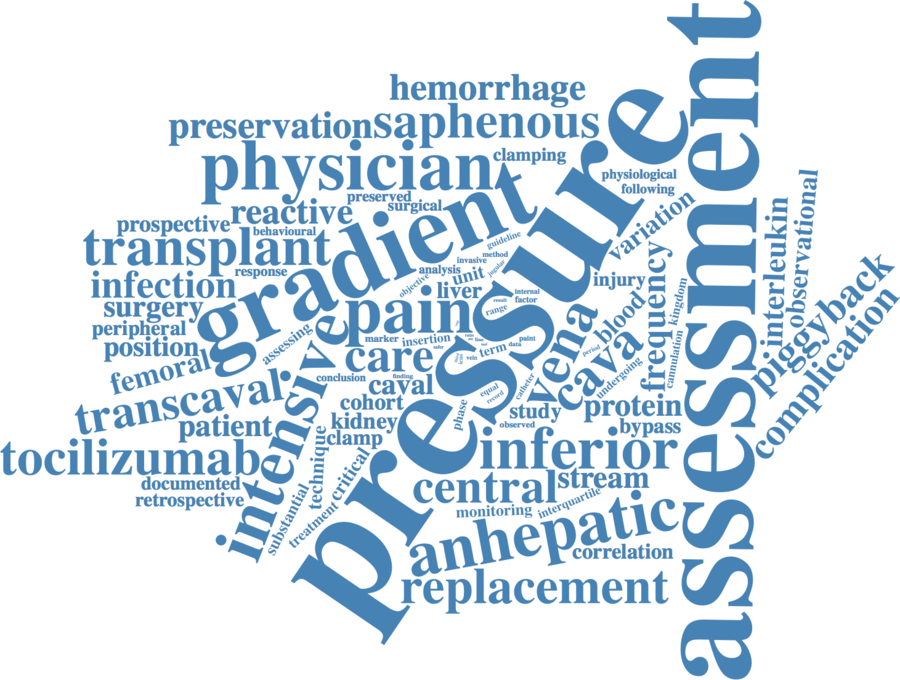 hemorrhage
preservation
saphenous
physician
clamping
physiological
following
preserved
surgical
prospective
reactive
behavioural
transplant
gradient
pressure
assessment
variation
interleukin
observational
guideline
method
invasive
jugular
response
analysis
unit
objective
liver
infection
surgery
peripheral
position
assessing
pain
internal
factor
result
range
injury
frequency
kingdom
blood
marker
insertion
care
term
data
paint
period
vena
cava
cannulation
undergoing
piggyback
complication
femoral
conclusion
finding
caval
vein
catheter
equal
record
transcaval
intensive
cohort
kidney
clamp
phase
study
observed
protein
bypass
patient
tocilizumab
technique
critical
inferior
documented
retrospective
central
stream
substantial
treatment
monitoring
interquartile
anhepatic
correlation
replacement